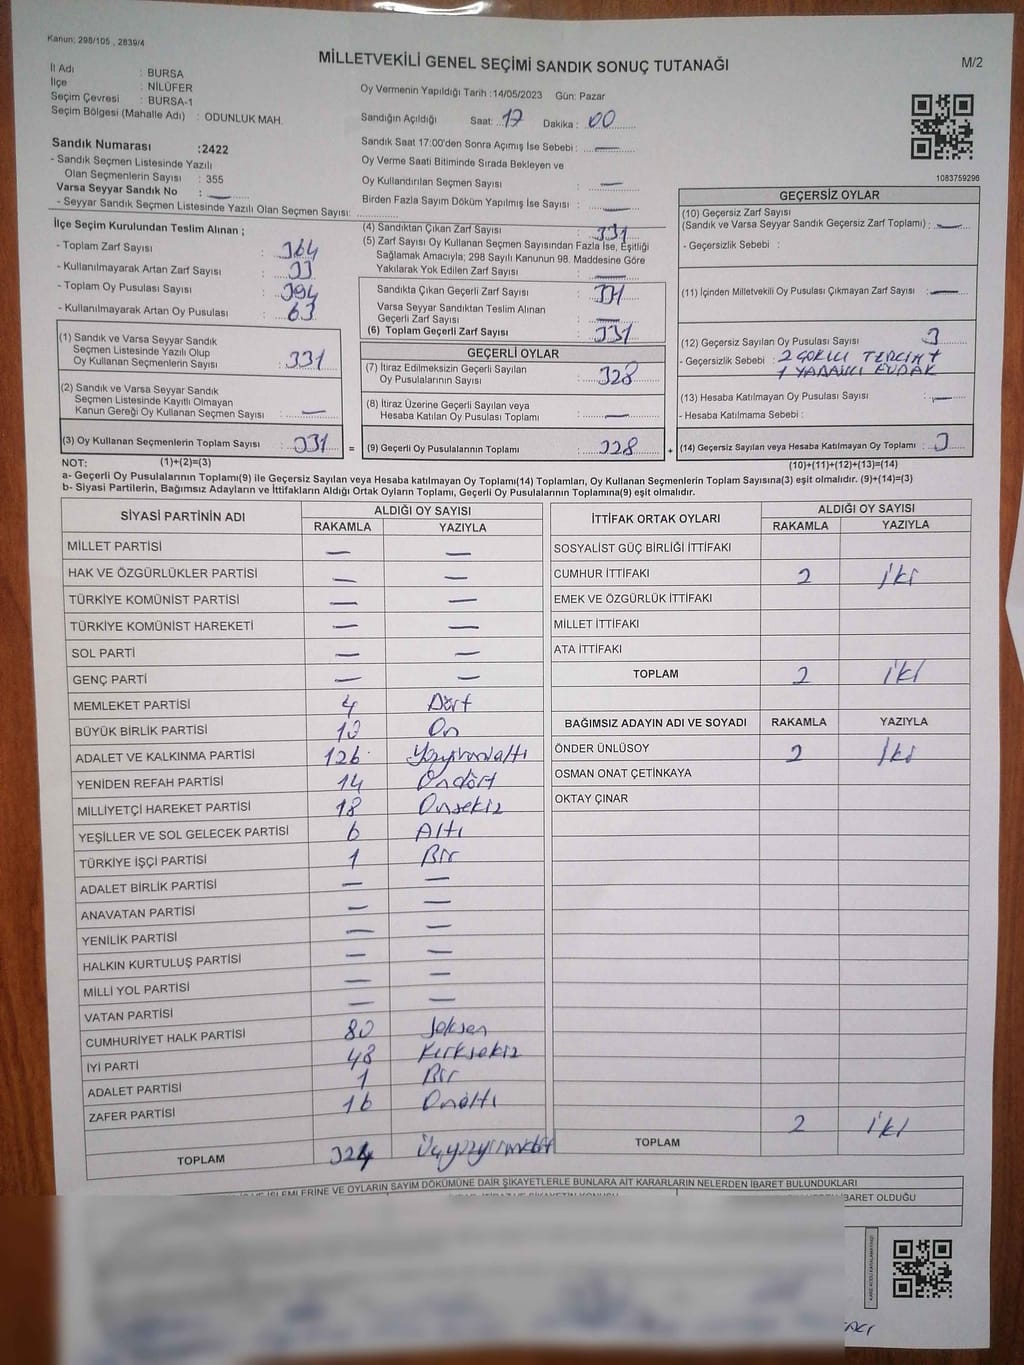 Kanun: 298/105 , 2839/4
MİLLETVEKİLİ GENEL SEÇİMİ SANDIK SONUÇ TUTANAĞI
M/2
İl Adı : BURSA
İlçe : NİLÜFER
Seçim Çevresi : BURSA-1
Seçim Bölgesi (Mahalle Adı) : ODUNLUK MAH.
Oy Vermenin Yapıldığı Tarih :14/05/2023 Gün: Pazar
Sandığın Açıldığı Saat: 17 Dakika : 00
Sandık Saat 17:00'den Sonra Açımış İse Sebebi : —
Oy Verme Saati Bitiminde Sırada Bekleyen ve
Oy Kullandırılan Seçmen Sayısı : —
Birden Fazla Sayım Döküm Yapılmış İse Sayısı : —
1083759296
Sandık Numarası :2422
- Sandık Seçmen Listesinde Yazılı
Olan Seçmenlerin Sayısı : 355
Varsa Seyyar Sandık No : —
- Seyyar Sandık Seçmen Listesinde Yazılı Olan Seçmen Sayısı:
İlçe Seçim Kurulundan Teslim Alınan ;
- Toplam Zarf Sayısı : 364
- Kullanılmayarak Artan Zarf Sayısı : 33
- Toplam Oy Pusulası Sayısı : 394
- Kullanılmayarak Artan Oy Pusulası : 63
(1) Sandık ve Varsa Seyyar Sandık
Seçmen Listesinde Yazılı Olup
Oy Kullanan Seçmenlerin Sayısı : 331
(2) Sandık ve Varsa Seyyar Sandık
Seçmen Listesinde Kayıtlı Olmayan
Kanun Gereği Oy Kullanan Seçmen Sayısı : —
(3) Oy Kullanan Seçmenlerin Toplam Sayısı : 331 =
(4) Sandıktan Çıkan Zarf Sayısı : 331
(5) Zarf Sayısı Oy Kullanan Seçmen Sayısından Fazla İse, Eşitliği
Sağlamak Amacıyla; 298 Sayılı Kanunun 98. Maddesine Göre
Yakılarak Yok Edilen Zarf Sayısı : —
Sandıkta Çıkan Geçerli Zarf Sayısı : 331
Varsa Seyyar Sandıktan Teslim Alınan
Geçerli Zarf Sayısı : —
(6) Toplam Geçerli Zarf Sayısı : 331
GEÇERLİ OYLAR
(7) İtiraz Edilmeksizin Geçerli Sayılan
Oy Pusulalarının Sayısı : 328
(8) İtiraz Üzerine Geçerli Sayılan veya
Hesaba Katılan Oy Pusulası Toplamı : —
(9) Geçerli Oy Pusulalarının Toplamı 328 +
GEÇERSİZ OYLAR
(10) Geçersiz Zarf Sayısı
(Sandık ve Varsa Seyyar Sandık Geçersiz Zarf Toplamı) : —
- Geçersizlik Sebebi :
(11) İçinden Milletvekili Oy Pusulası Çıkmayan Zarf Sayısı : —
(12) Geçersiz Sayılan Oy Pusulası Sayısı : 3
- Geçersizlik Sebebi : 2 ÇOKLU TERCİH +
1
(13) Hesaba Katılmayan Oy Pusulası Sayısı : —
- Hesaba Katılmama Sebebi :
(14) Geçersiz Sayılan veya Hesaba Katılmayan Oy Toplamı : 3
NOT: (1)+(2)=(3)
(10)+(11)+(12)+(13)=(14)
a- Geçerli Oy Pusulalarının Toplamı(9) ile Geçersiz Sayılan veya Hesaba katılmayan Oy Toplamı(14) Toplamları, Oy Kullanan Seçmenlerin Toplam Sayısına(3) eşit olmalıdır. (9)+(14)=(3)
b- Siyasi Partilerin, Bağımsız Adayların ve İttifakların Aldığı Ortak Oyların Toplamı, Geçerli Oy Pusulalarının Toplamına(9) eşit olmalıdır.
SİYASİ PARTİNİN ADI ALDIĞI OY SAYISI
RAKAMLA YAZIYLA
MİLLET PARTİSİ — —
HAK VE ÖZGÜRLÜKLER PARTİSİ — —
TÜRKİYE KOMÜNİST PARTİSİ — —
TÜRKİYE KOMÜNİST HAREKETİ — —
SOL PARTİ — —
GENÇ PARTİ — —
MEMLEKET PARTİSİ 4 Dört
BÜYÜK BİRLİK PARTİSİ 10 On
ADALET VE KALKINMA PARTİSİ 126 Yüzyirmialtı
YENİDEN REFAH PARTİSİ 14 Ondört
MİLLİYETÇİ HAREKET PARTİSİ 18 Onsekiz
YEŞİLLER VE SOL GELECEK PARTİSİ 6 Altı
TÜRKİYE İŞÇİ PARTİSİ 1 Bir
ADALET BİRLİK PARTİSİ — —
ANAVATAN PARTİSİ — —
YENİLİK PARTİSİ — —
HALKIN KURTULUŞ PARTİSİ — —
MİLLİ YOL PARTİSİ — —
VATAN PARTİSİ — —
CUMHURİYET HALK PARTİSİ 80 Seksen
İYİ PARTİ 48 Kırksekiz
ADALET PARTİSİ 1 Bir
ZAFER PARTİSİ 16 Onaltı
TOPLAM 324 Üçyüzyirmidört
İTTİFAK ORTAK OYLARI ALDIĞI OY SAYISI
RAKAMLA YAZIYLA
SOSYALİST GÜÇ BİRLİĞİ İTTİFAKI
CUMHUR İTTİFAKI 2 iki
EMEK VE ÖZGÜRLÜK İTTİFAKI
MİLLET İTTİFAKI
ATA İTTİFAKI
TOPLAM 2 iki
BAĞIMSIZ ADAYIN ADI VE SOYADI RAKAMLA YAZIYLA
ÖNDER ÜNLÜSOY 2 İki
OSMAN ONAT ÇETİNKAYA
OKTAY ÇINAR
TOPLAM 2 iki
İŞLEMLERİNE VE OYLARIN SAYIM DÖKÜMÜNE DAİR ŞİKAYETLERLE BUNLARA AİT KARARLARIN NELERDEN İBARET BULUNDUKLARI
İBARET OLDUĞU